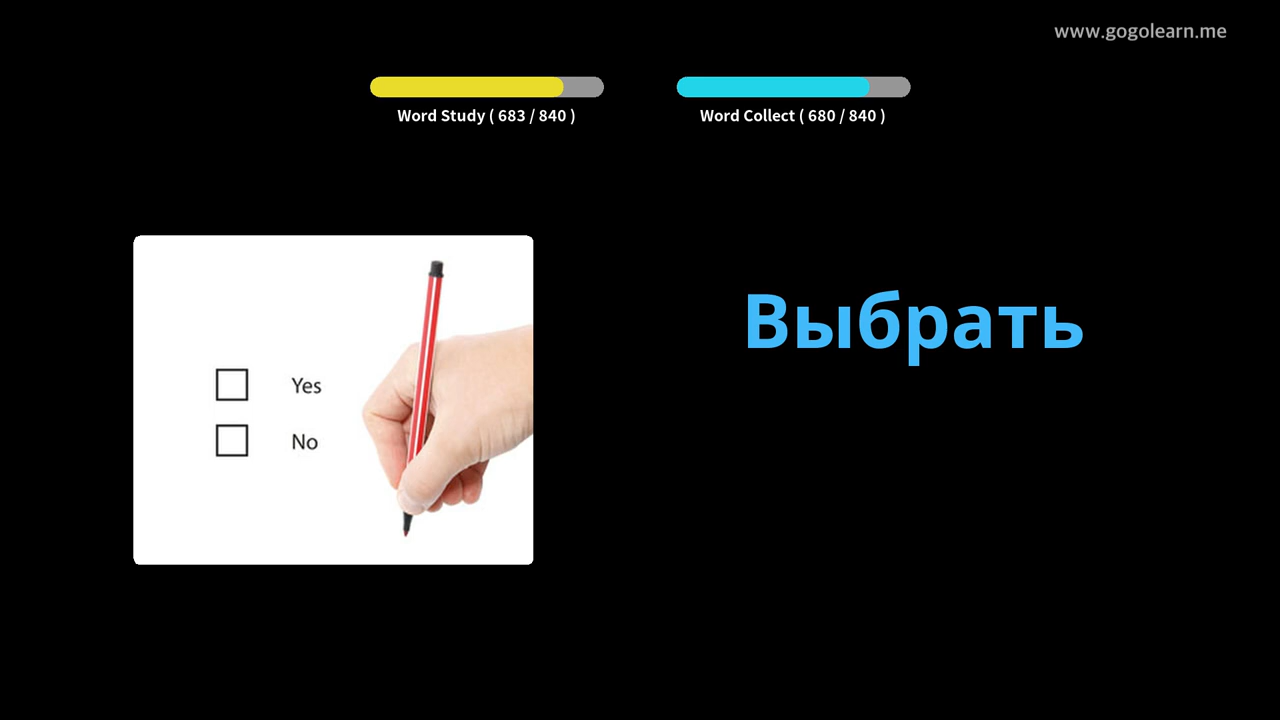 www.gogolearn.me
Word Study ( 683 / 840 )
Word Collect ( 680 / 840 )
Выбрать
Yes
No